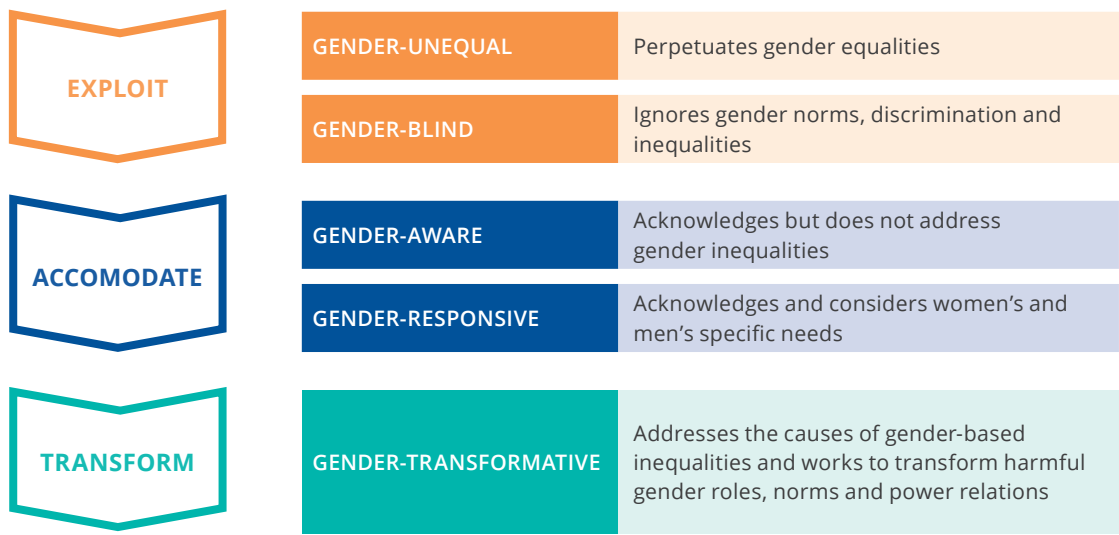 EXPLOIT
GENDER-UNEQUAL
Perpetuates gender equalities
GENDER-BLIND
Ignores gender norms, discrimination and
inequalities
ACCOMODATE
GENDER-AWARE
Acknowledges but does not address
gender inequalities
GENDER-RESPONSIVE
Acknowledges and considers women’s and
men’s specific needs
TRANSFORM
GENDER-TRANSFORMATIVE
Addresses the causes of gender-based
inequalities and works to transform harmful
gender roles, norms and power relations